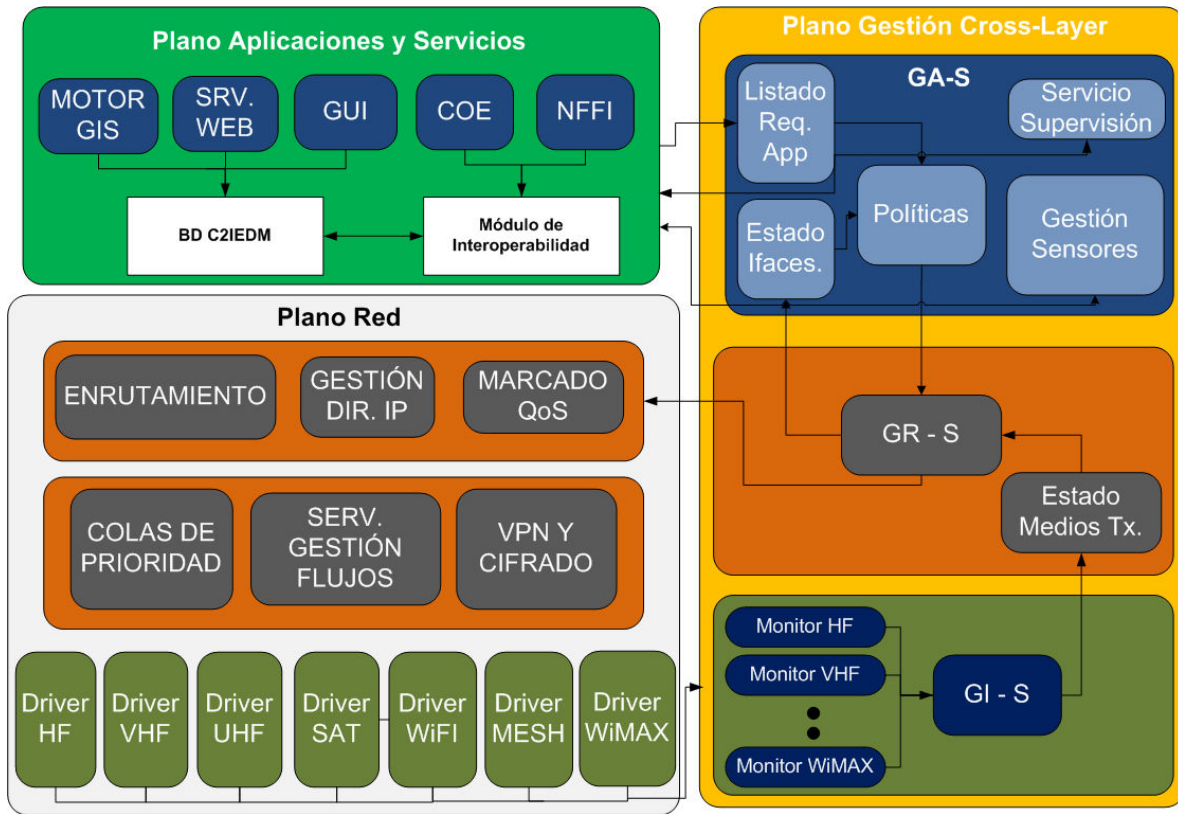 Plano Aplicaciones y Servicios
MOTOR
GIS
SRV.
WEB
GUI
COE
NFFI
BD C2IEDM
Módulo de
Interoperabilidad
Plano Gestión Cross-Layer
GA-S
Listado
Req.
App
Servicio
Supervisión
Políticas
Estado
Ifaces.
Gestión
Sensores
Plano Red
ENRUTAMIENTO
GESTIÓN
DIR. IP
MARCADO
QoS
COLAS DE
PRIORIDAD
SERV.
GESTIÓN
FLUJOS
VPN Y
CIFRADO
Driver
HF
Driver
VHF
Driver
UHF
Driver
SAT
Driver
WiFI
Driver
MESH
Driver
WiMAX
GR - S
Estado
Medios Tx.
Monitor HF
Monitor VHF
Monitor WiMAX
GI - S